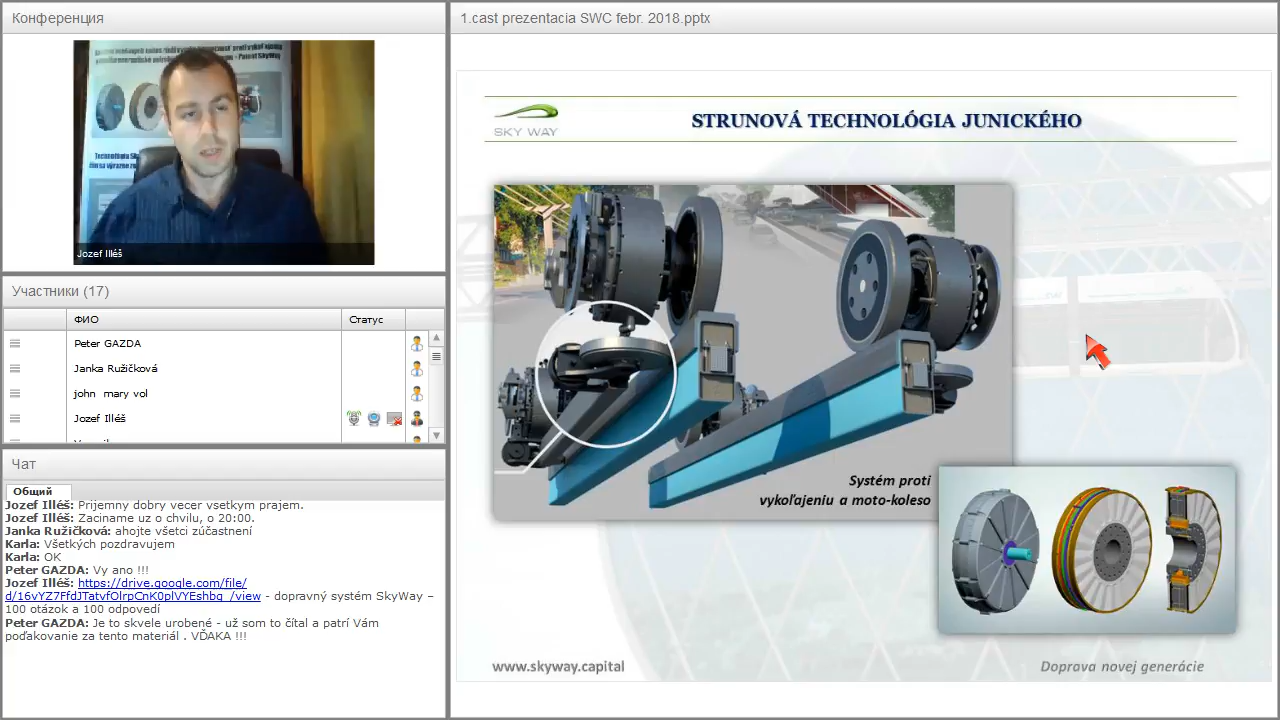 Конференция
Jozef Illéš
Участники (17)
ФИО
Статус
Peter GAZDA
Janka Ružičková
john mary vol
Jozef Illéš
Чат
Общий
Jozef Illéš: Prijemny dobry vecer vsetkym prajem.
Jozef Illéš: Zaciname uz o chvilu, o 20:00.
Janka Ružičková: ahojte všetci zúčastnení
Karla: Všetkých pozdravujem
Karla: OK
Peter GAZDA: Vy ano !!!
Jozef Illéš: https://drive.google.com/file/
d/16vYZ7FfdJTatvfOlrpCnK0plVYEshbq_/view - dopravný systém SkyWay –
100 otázok a 100 odpovedí
Peter GAZDA: Je to skvele urobené - už som to čítal a patrí Vám
poďakovanie za tento materiál . VĎAKA !!!
1.cast prezentacia SWC febr. 2018.pptx
SKY WAY
STRUNOVÁ TECHNOLÓGIA JUNICKÉHO
Systém proti
vykoľajeniu a moto-koleso
www.skyway.capital
Doprava novej generácie